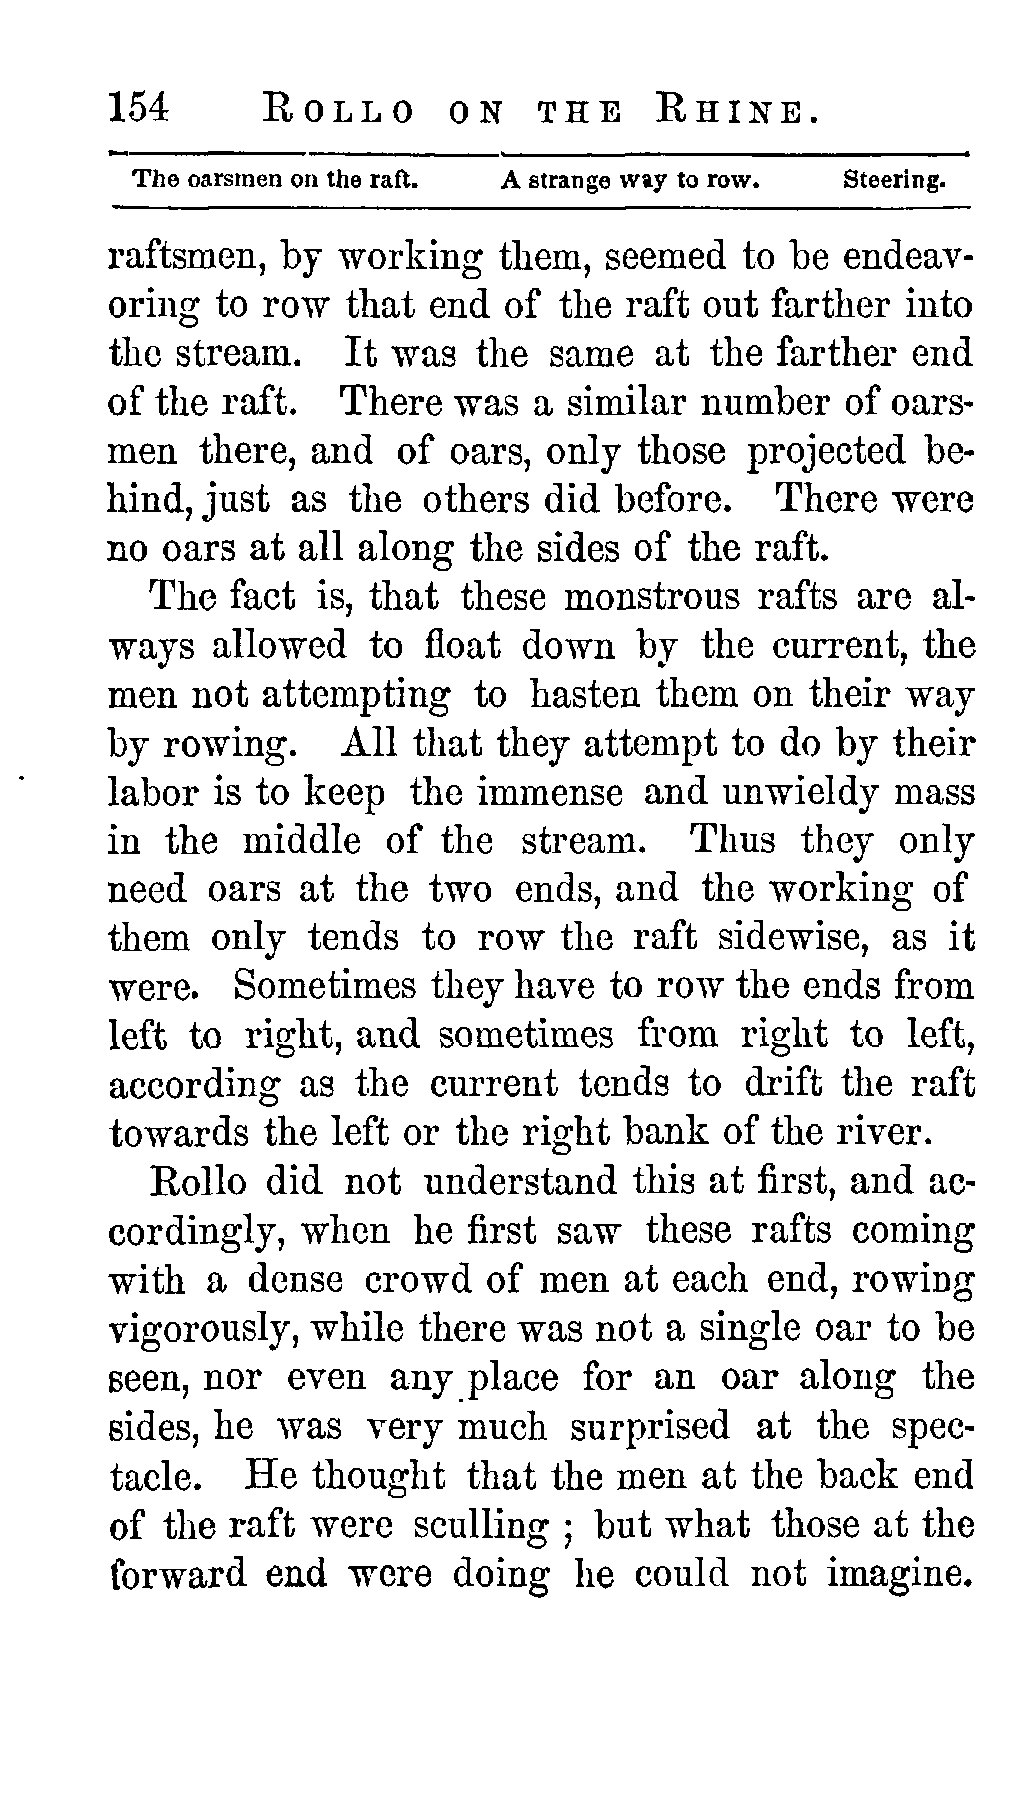 154 ROLLO ON THE RHINE.
The oarsmen on the raft. A strange way to row. Steering.
raftsmen, by working them, seemed to be endeav-
oring to row that end of the raft out farther into
the stream. It was the same at the farther end
of the raft. There was a similar number of oars-
men there, and of oars, only those projected be-
hind, just as the others did before. There were
no oars at all along the sides of the raft.
The fact is, that these monstrous rafts are al-
ways allowed to float down by the current, the
men not attempting to hasten them on their way
by rowing. All that they attempt to do by their
labor is to keep the immense and unwieldy mass
in the middle of the stream. Thus they only
need oars at the two ends, and the working of
them only tends to row the raft sidewise, as it
were. Sometimes they have to row the ends from
left to right, and sometimes from right to left,
according as the current tends to drift the raft
towards the left or the right bank of the river.
Rollo did not understand this at first, and ac-
cordingly, when he first saw these rafts coming
with a dense crowd of men at each end, rowing
vigorously, while there was not a single oar to be
seen, nor even any place for an oar along the
sides, he was very much surprised at the spec-
tacle. He thought that the men at the back end
of the raft were sculling ; but what those at the
forward end were doing he could not imagine.